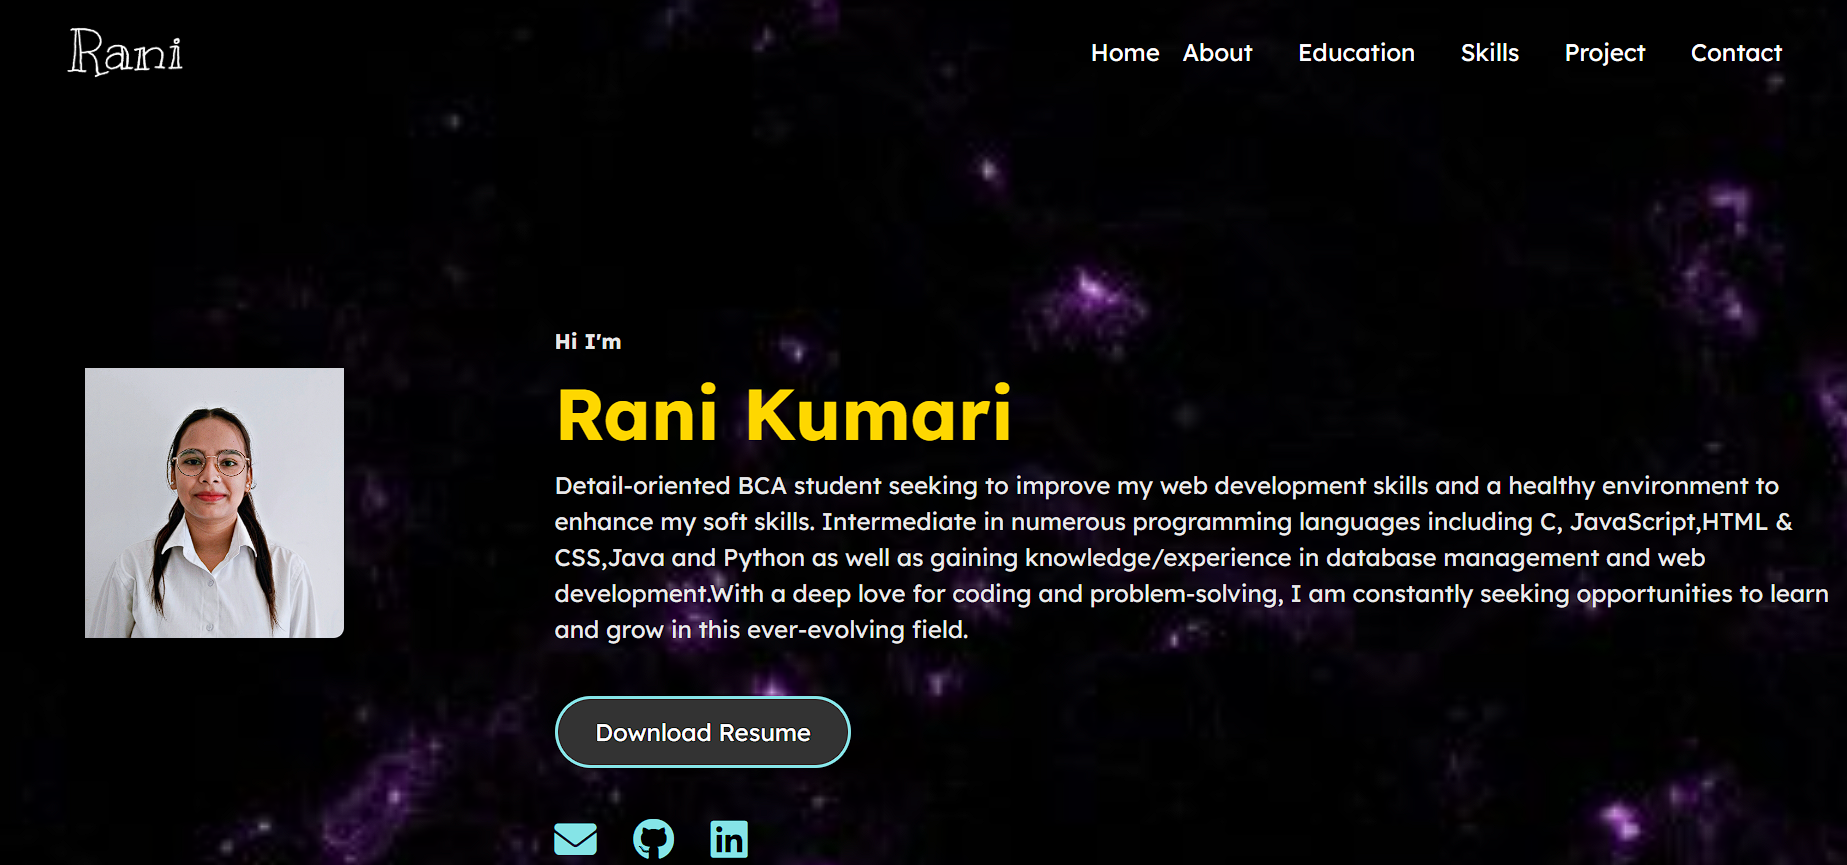 Rani
Home About Education Skills Project Contact
Hi I'm
Rani Kumari
Detail-oriented BCA student seeking to improve my web development skills and a healthy environment to
enhance my soft skills. Intermediate in numerous programming languages including C, JavaScript,HTML &
CSS,Java and Python as well as gaining knowledge/experience in database management and web
development.With a deep love for coding and problem-solving, I am constantly seeking opportunities to learn
and grow in this ever-evolving field.
Download Resume
in